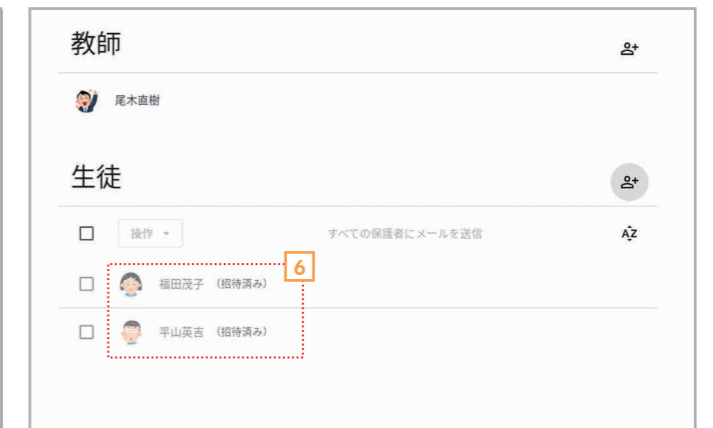 教師
尾木直樹
生徒
操作 すべての保護者にメールを送信 AZ
6
福田茂子 (招待済み)
平山英吉 (招待済み)